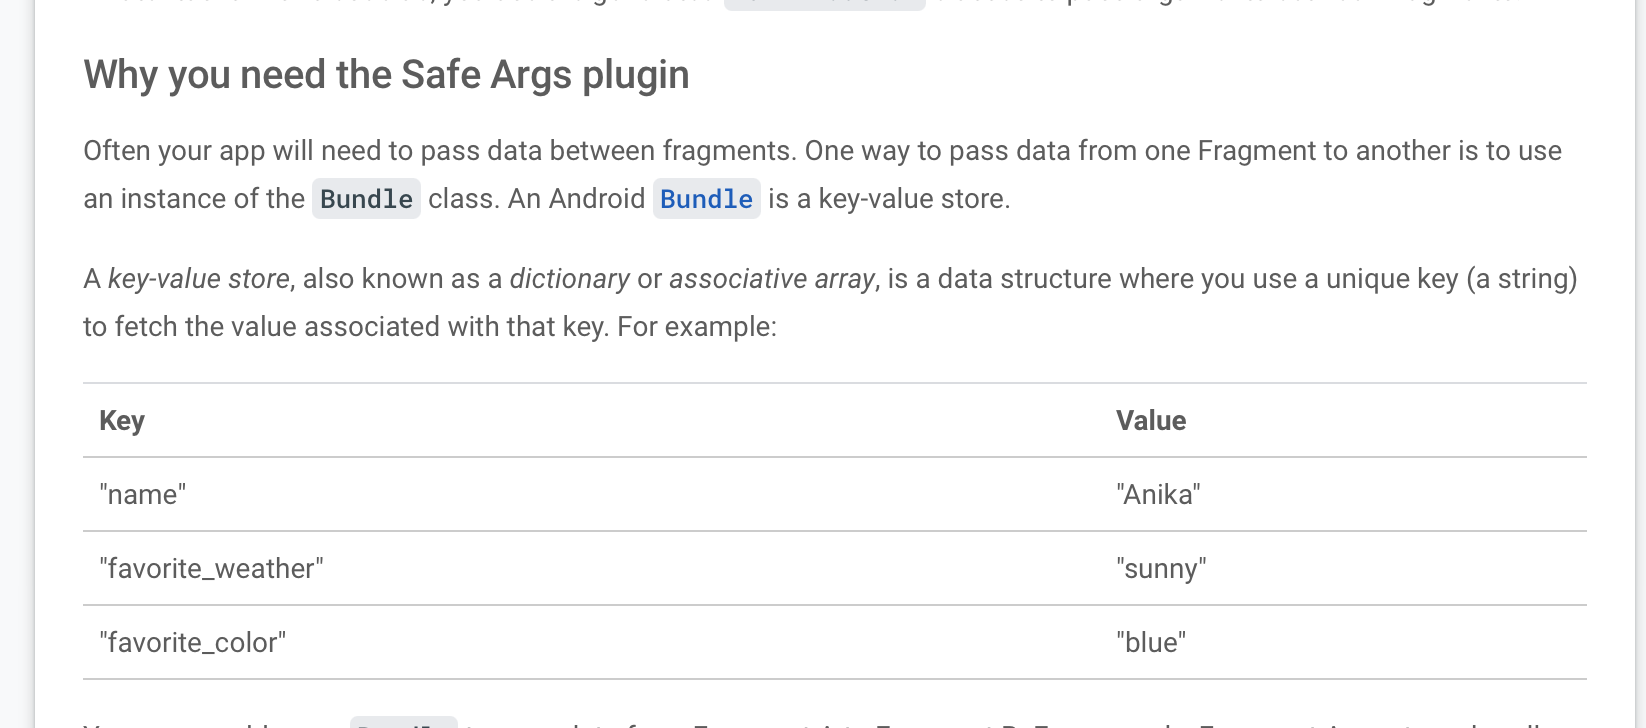 Why you need the Safe Args plugin
Often your app will need to pass data between fragments. One way to pass data from one Fragment to another is to use
an instance of the Bundle class. An Android Bundle is a key-value store.
A key-value store, also known as a dictionary or associative array, is a data structure where you use a unique key (a string)
to fetch the value associated with that key. For example:
Key Value
"name" "Anika"
"favorite_weather" "sunny"
"favorite_color" "blue"